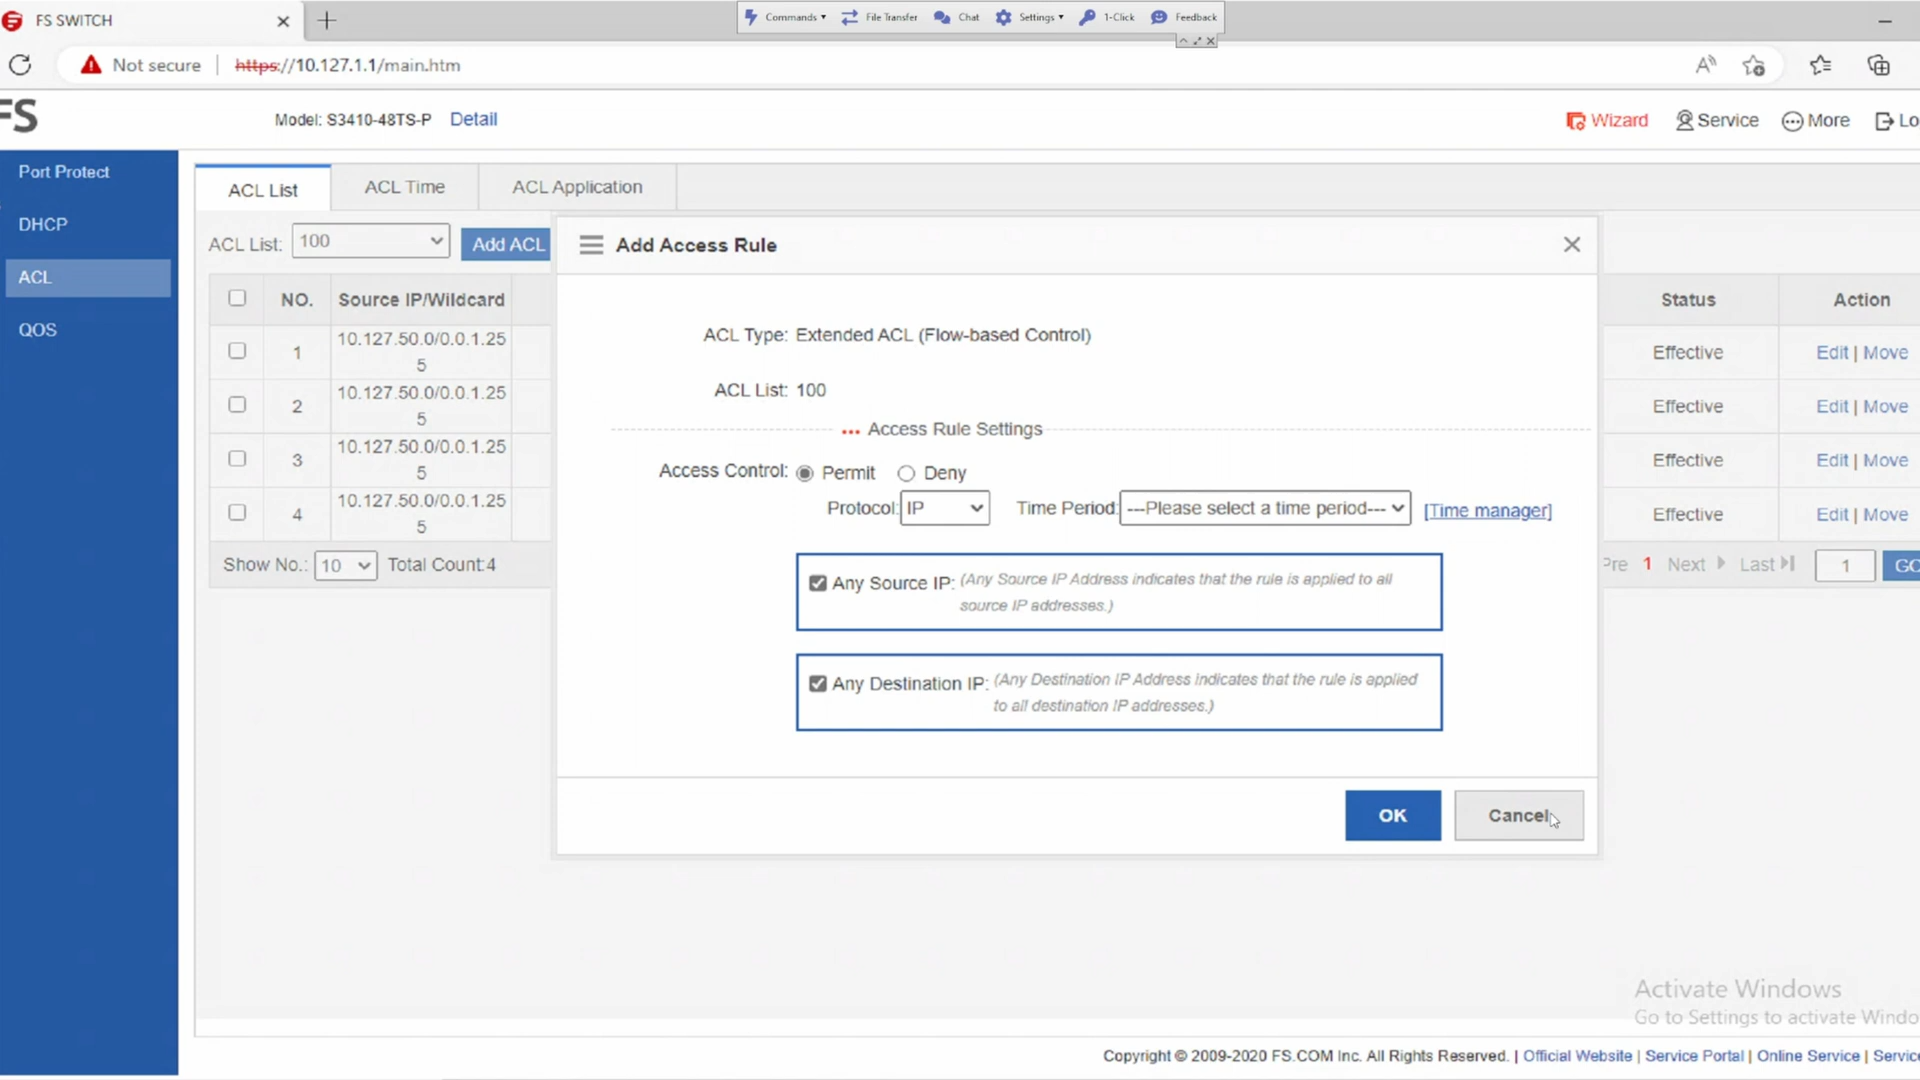 FS SWITCH
Commands File Transfer Chat Settings 1-Click Feedback
Not secure https://10.127.1.1/main.htm
FS Model: S3410-48TS-P Detail Wizard Service More
Port Protect
DHCP
ACL
QOS
ACL List ACL Time ACL Application
ACL List: 100 Add ACL
NO. Source IP/Wildcard Status Action
1 10.127.50.0/0.0.1.25
5 Effective Edit | Move
2 10.127.50.0/0.0.1.25
5 Effective Edit | Move
3 10.127.50.0/0.0.1.25
5 Effective Edit | Move
4 10.127.50.0/0.0.1.25
5 Effective Edit | Move
Show No.: 10 Total Count:4 Pre 1 Next Last 1
Add Access Rule
ACL Type: Extended ACL (Flow-based Control)
ACL List: 100
••• Access Rule Settings
Access Control: Permit Deny
Protocol: IP Time Period: ---Please select a time period--- [Time manager]
Any Source IP: (Any Source IP Address indicates that the rule is applied to all
source IP addresses.)
Any Destination IP: (Any Destination IP Address indicates that the rule is applied
to all destination IP addresses.)
OK Cancel
Activate Windows
Go to Settings to activate Windo
Copyright © 2009-2020 FS.COM Inc. All Rights Reserved. | Official Website | Service Portal | Online Service | Service